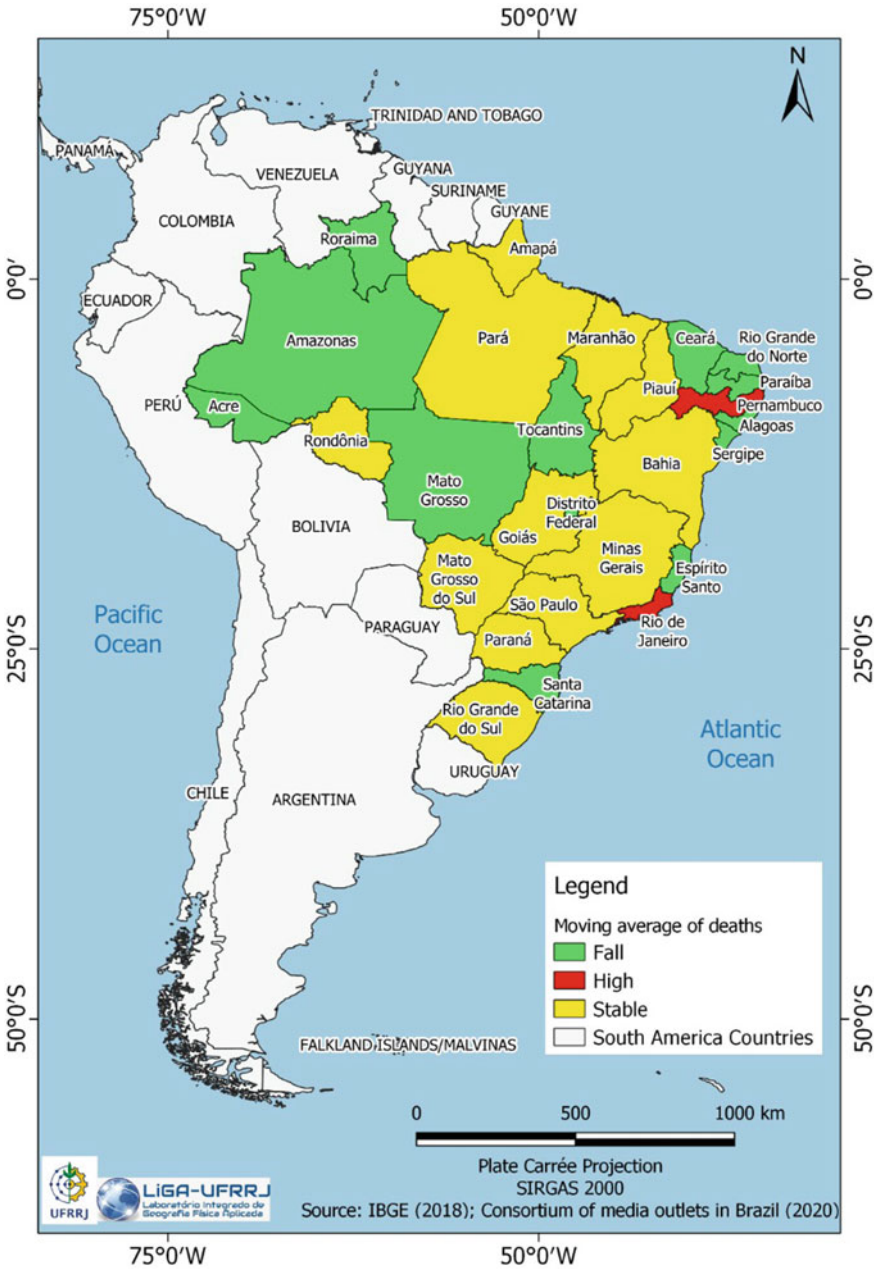 75°0'W
50°0'W
N
TRINIDAD AND TOBAGO
PANAMÁ
VENEZUELA
GUYANA
SURINAME
GUYANE
COLOMBIA
Roraima
Amapá
0°0'
0°0'
ECUADOR
Amazonas
Pará
Maranhão
Ceará
Rio Grande
do Norte
Paraíba
Piauí
PERÚ
Acre
Pernambuco
Alagoas
Tocantins
Rondônia
Sergipe
Bahia
Mato
Grosso
Distrito
Federal
BOLIVIA
Goiás
Minas
Gerais
Espírito
Santo
Mato
Grosso
do Sul
São Paulo
Pacific
Ocean
PARAGUAY
Rio de
Janeiro
Paraná
25°0'S
25°0'S
Santa
Catarina
Rio Grande
do Sul
Atlantic
Ocean
URUGUAY
CHILE
ARGENTINA
Legend
Moving average of deaths
Fall
High
Stable
South America Countries
50°0'S
50°0'S
FALKLAND ISLANDS/MALVINAS
0 500 1000 km
Plate Carrée Projection
SIRGAS 2000
Source: IBGE (2018); Consortium of media outlets in Brazil (2020)
UFRRJ
LiGA-UFRRJ
Laboratório Integrado de
Geografia Física Aplicada
75°0'W
50°0'W